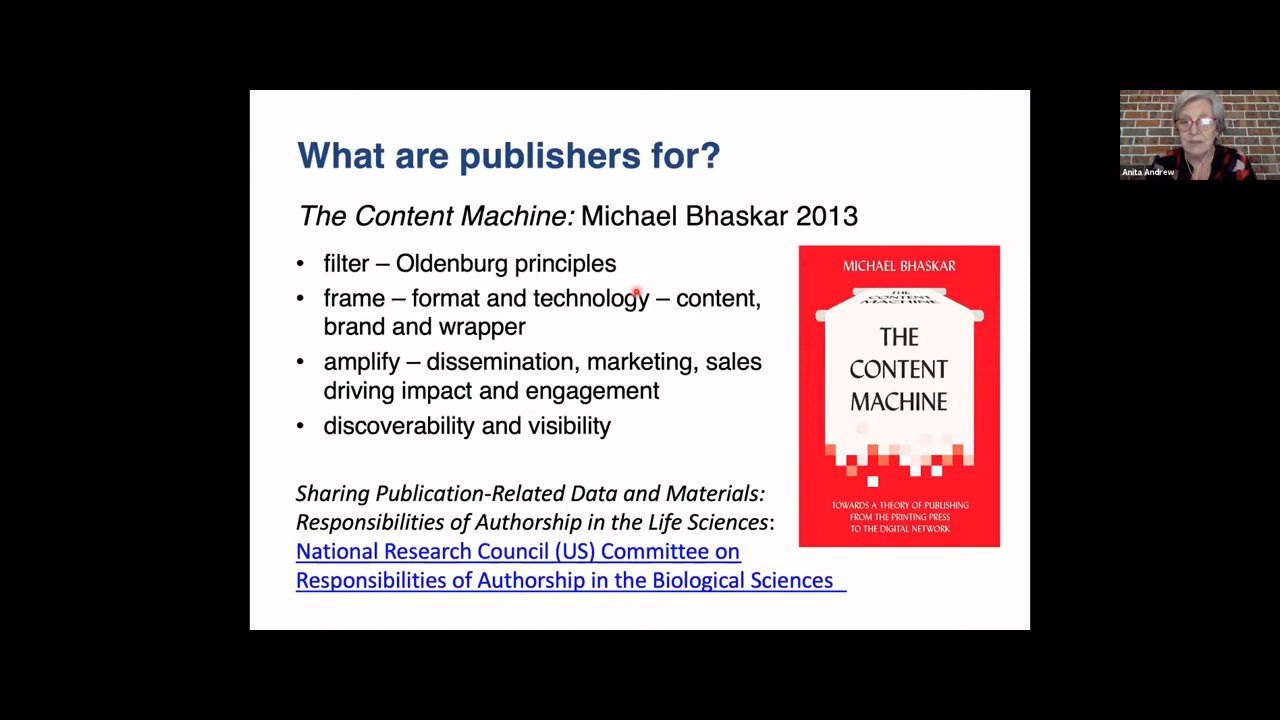 What are publishers for?
The Content Machine: Michael Bhaskar 2013
• filter – Oldenburg principles
• frame – format and technology – content,
brand and wrapper
• amplify – dissemination, marketing, sales
driving impact and engagement
• discoverability and visibility
Sharing Publication-Related Data and Materials:
Responsibilities of Authorship in the Life Sciences:
National Research Council (US) Committee on
Responsibilities of Authorship in the Biological Sciences
MICHAEL BHASKAR
THE
CONTENT
MACHINE
THE
CONTENT
MACHINE
TOWARDS A THEORY OF PUBLISHING
FROM THE PRINTING PRESS
TO THE DIGITAL NETWORK
Anita Andrew